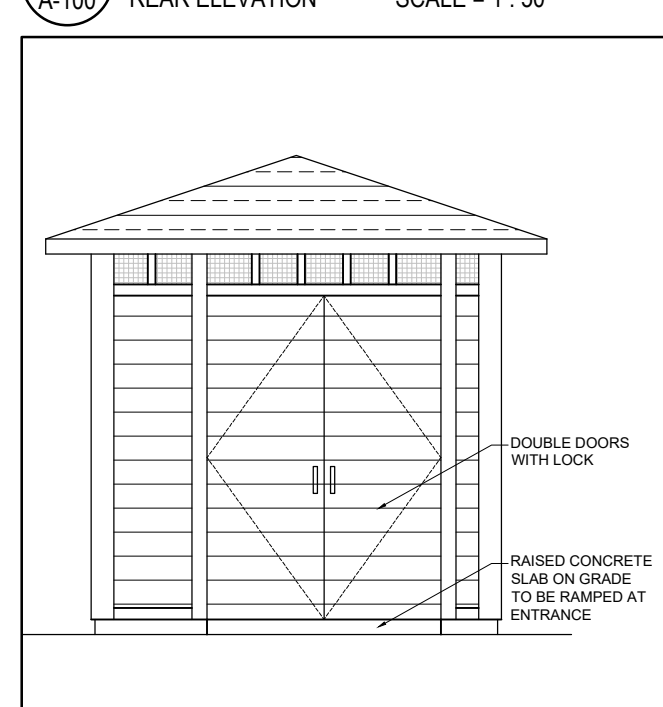 A-100 REAR ELEVATION SCALE = 1 : 50
DOUBLE DOORS
WITH LOCK
RAISED CONCRETE
SLAB ON GRADE
TO BE RAMPED AT
ENTRANCE